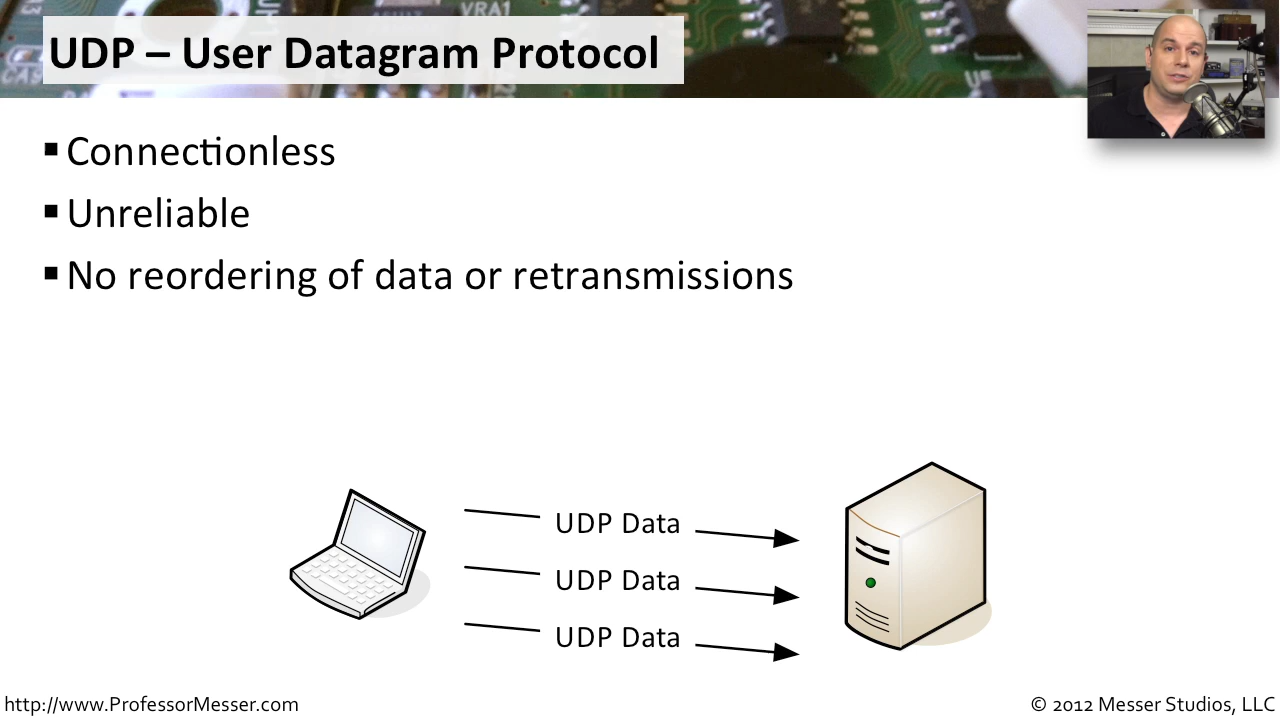 VRA1
UDP – User Datagram Protocol
▪ Connectionless
▪ Unreliable
▪ No reordering of data or retransmissions
UDP Data
UDP Data
UDP Data
http://www.ProfessorMesser.com
© 2012 Messer Studios, LLC